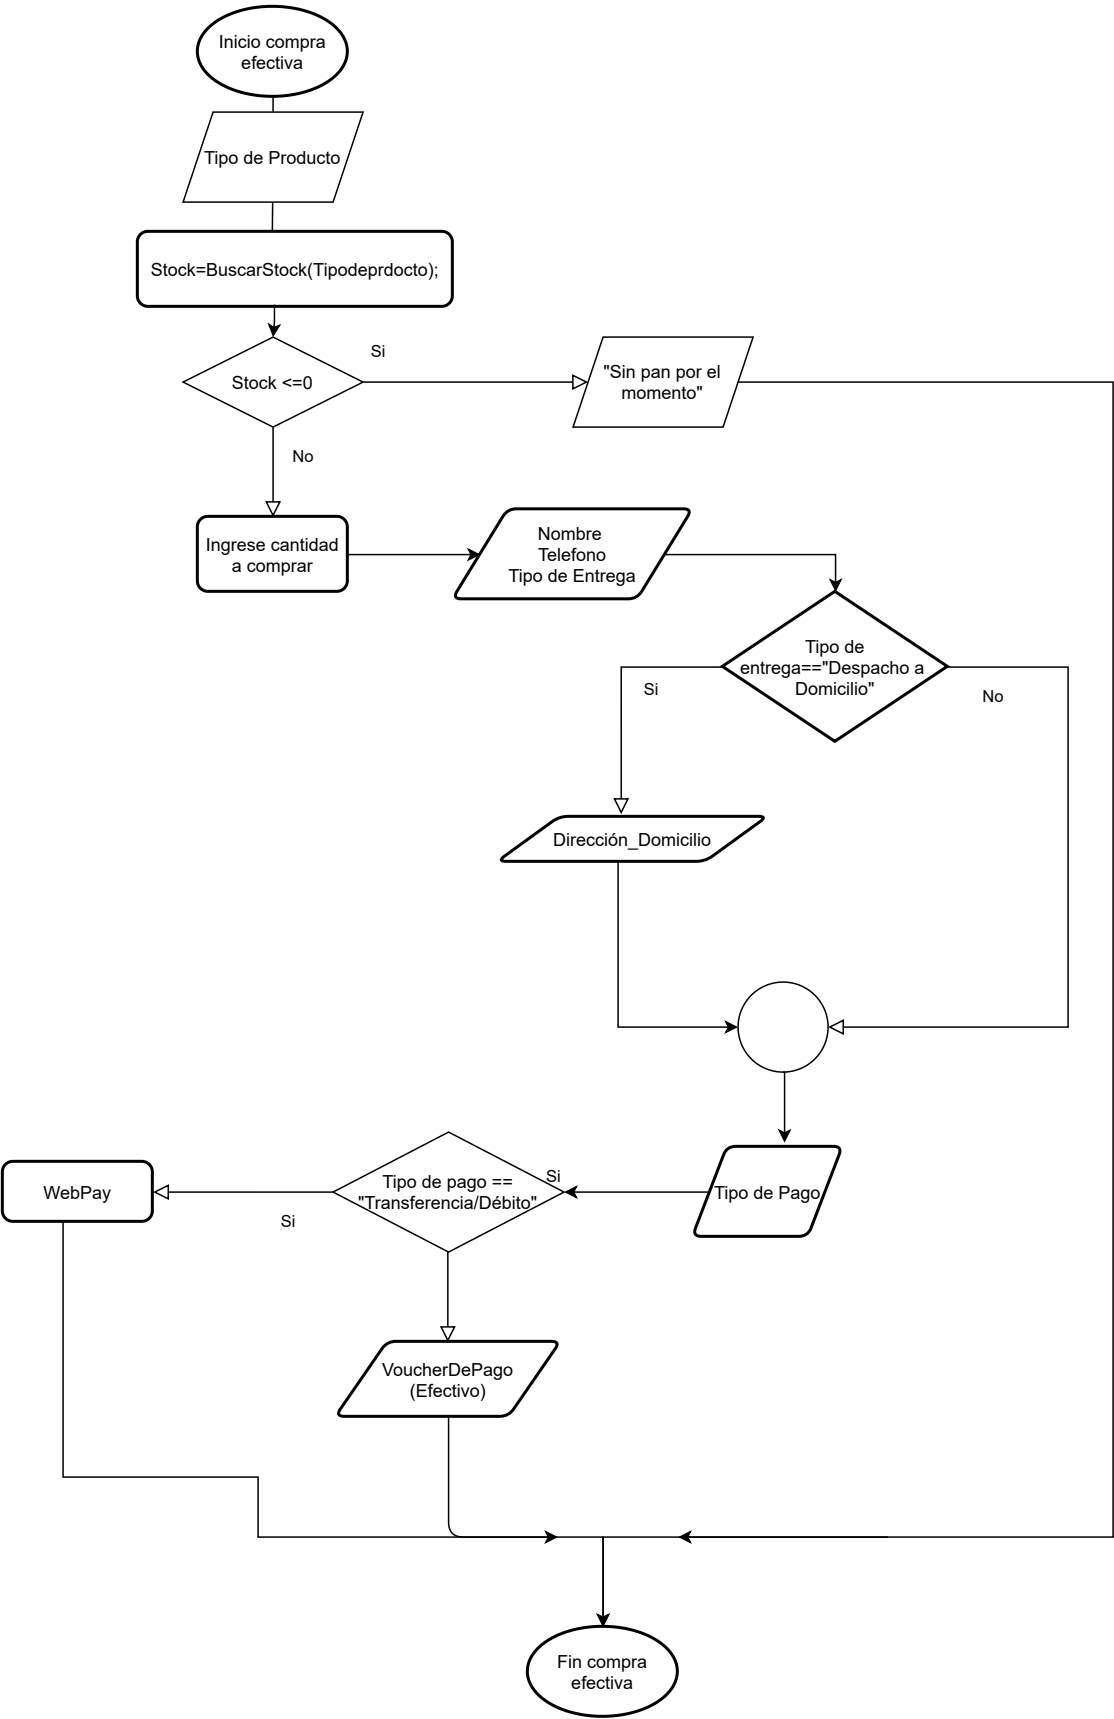 Inicio compra
efectiva
Tipo de Producto
Stock=BuscarStock(Tipodeprdocto);
Si
Stock <=0
"Sin pan por el
momento"
No
Ingrese cantidad
a comprar
Nombre
Telefono
Tipo de Entrega
Tipo de
entrega=="Despacho a
Domicilio"
Si
No
Dirección_Domicilio
Tipo de Pago
Si
Tipo de pago ==
"Transferencia/Débito"
WebPay
Si
VoucherDePago
(Efectivo)
Fin compra
efectiva